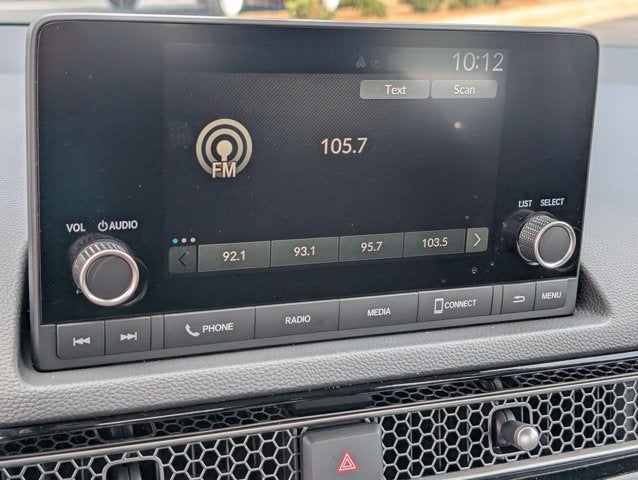 10:12
Text Scan
105.7
FM
VOL AUDIO
LIST SELECT
92.1 93.1 95.7 103.5
PHONE RADIO MEDIA CONNECT MENU